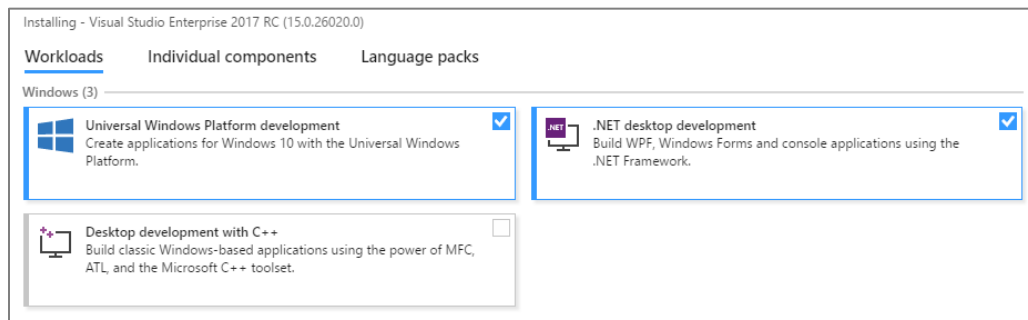 Installing - Visual Studio Enterprise 2017 RC (15.0.26020.0)
Workloads Individual components Language packs
Windows (3)
Universal Windows Platform development
Create applications for Windows 10 with the Universal Windows
Platform.
.NET
.NET desktop development
Build WPF, Windows Forms and console applications using the
.NET Framework.
Desktop development with C++
Build classic Windows-based applications using the power of MFC,
ATL, and the Microsoft C++ toolset.